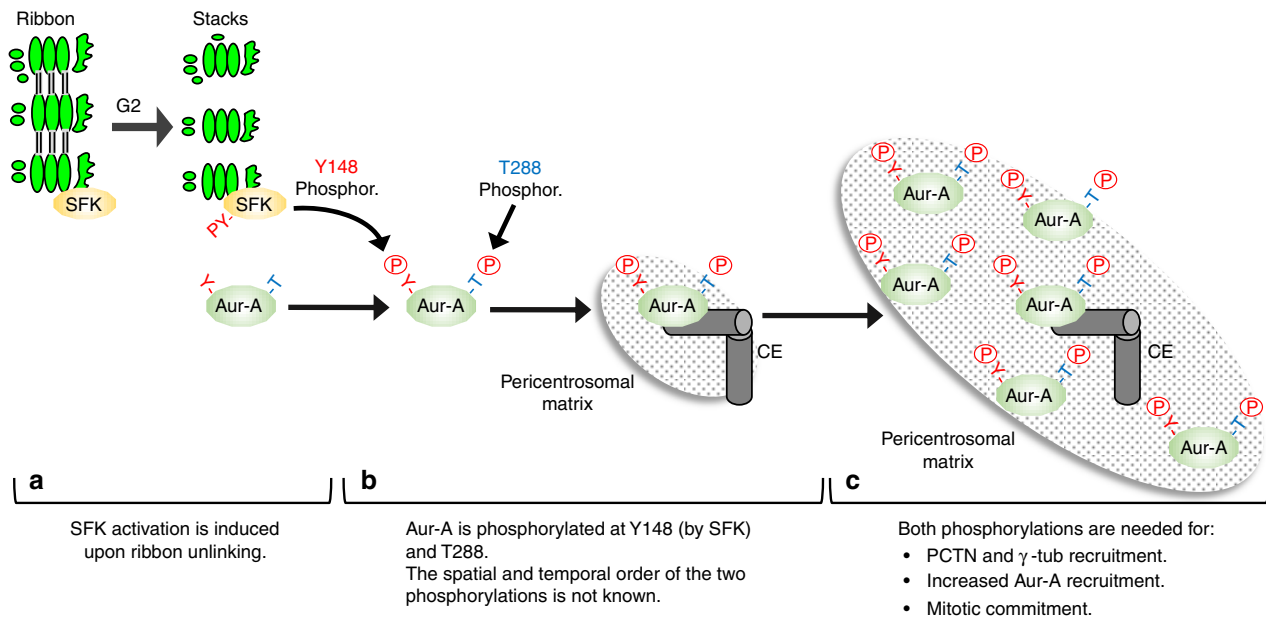 Ribbon
Stacks
G2
SFK
SFK
PY
Y148
Phosphor.
T288
Phosphor.
Y
T
Aur-A
P
Y
P
T
Aur-A
P
Y
P
T
Aur-A
CE
Pericentrosomal
matrix
P
Y
P
T
Aur-A
P
Y
P
T
Aur-A
P
Y
P
T
Aur-A
P
Y
P
T
Aur-A
CE
P
Y
P
T
Aur-A
P
Y
P
T
Aur-A
Pericentrosomal
matrix
a
SFK activation is induced
upon ribbon unlinking.
b
Aur-A is phosphorylated at Y148 (by SFK)
and T288.
The spatial and temporal order of the two
phosphorylations is not known.
c
Both phosphorylations are needed for:
• PCTN and γ-tub recruitment.
• Increased Aur-A recruitment.
• Mitotic commitment.